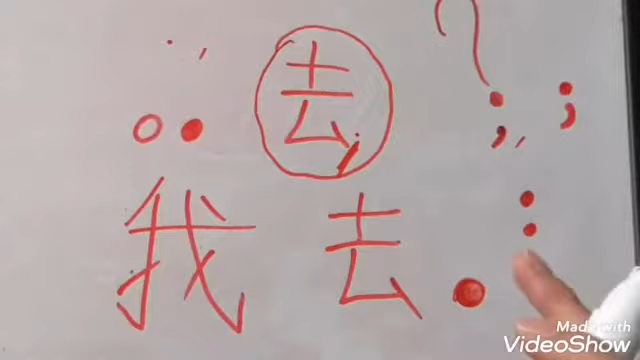 . ,
○ ● 去 ? ;
, ,
:
我 去 .
Made with
VideoShow